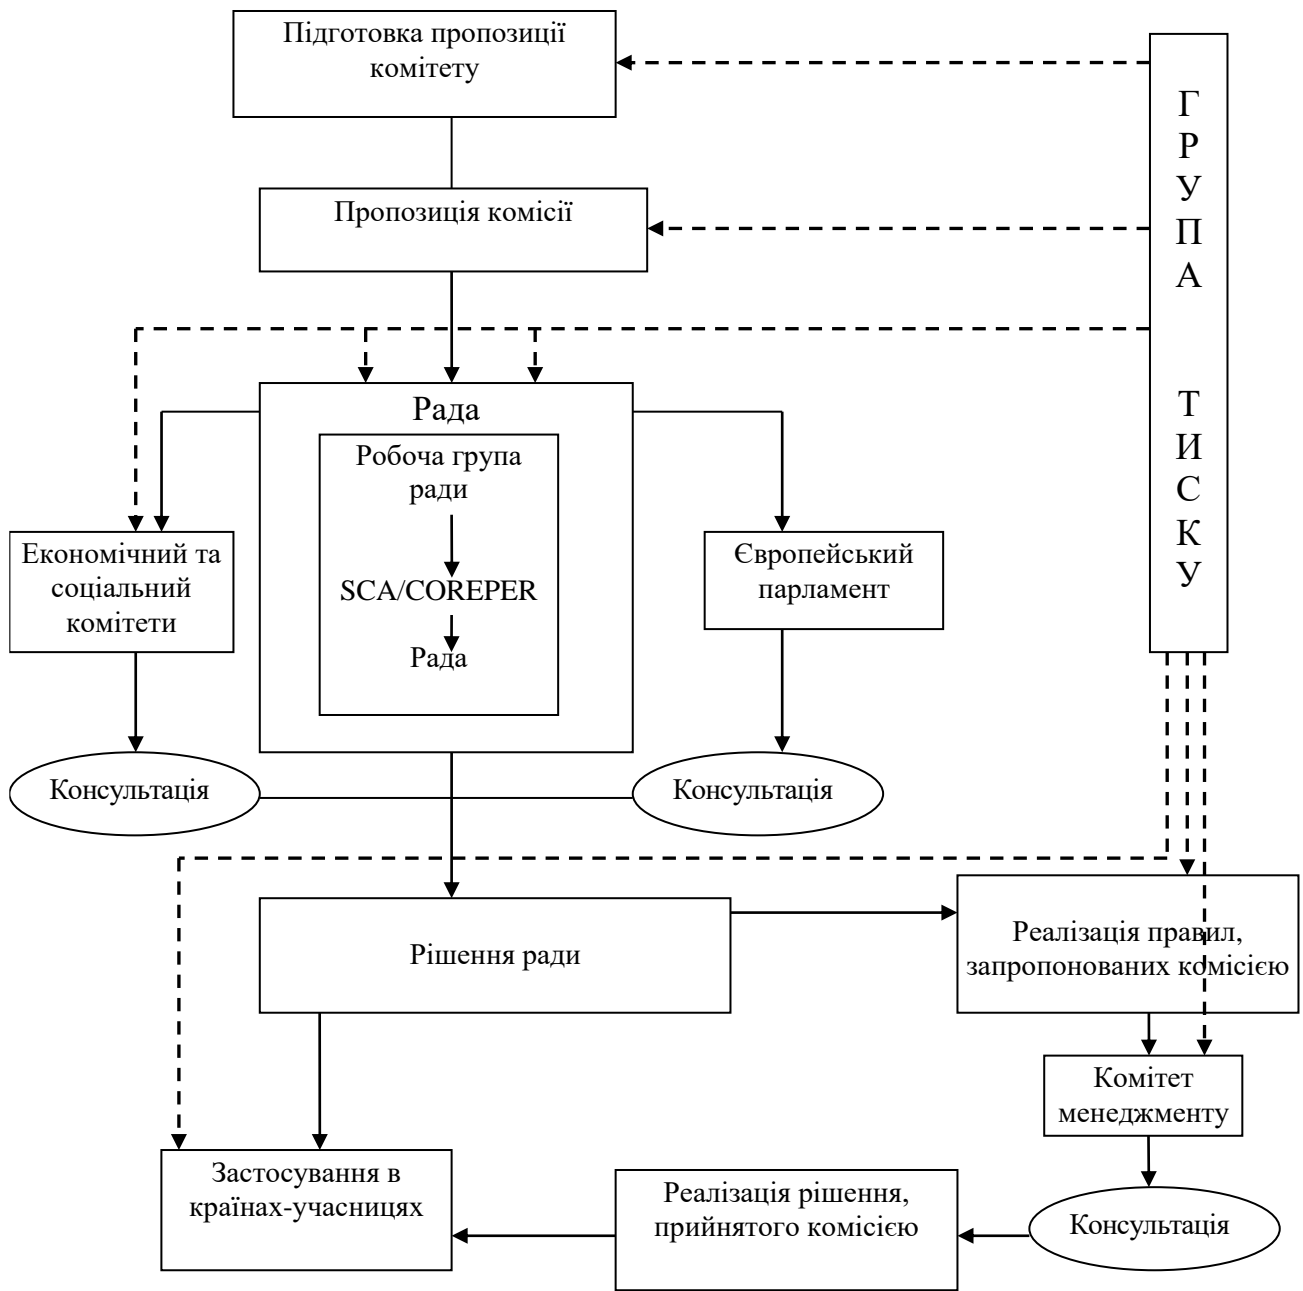 Підготовка пропозиції
комітету
Г
Р
У
П
А
Т
И
С
К
У
Пропозиція комісії
Рада
Робоча група
ради
SCA/COREPER
Рада
Економічний та
соціальний
комітети
Європейський
парламент
Консультація
Консультація
Рішення ради
Реалізація правил,
запропонованих комісією
Комітет
менеджменту
Застосування в
країнах-учасницях
Реалізація рішення,
прийнятого комісією
Консультація